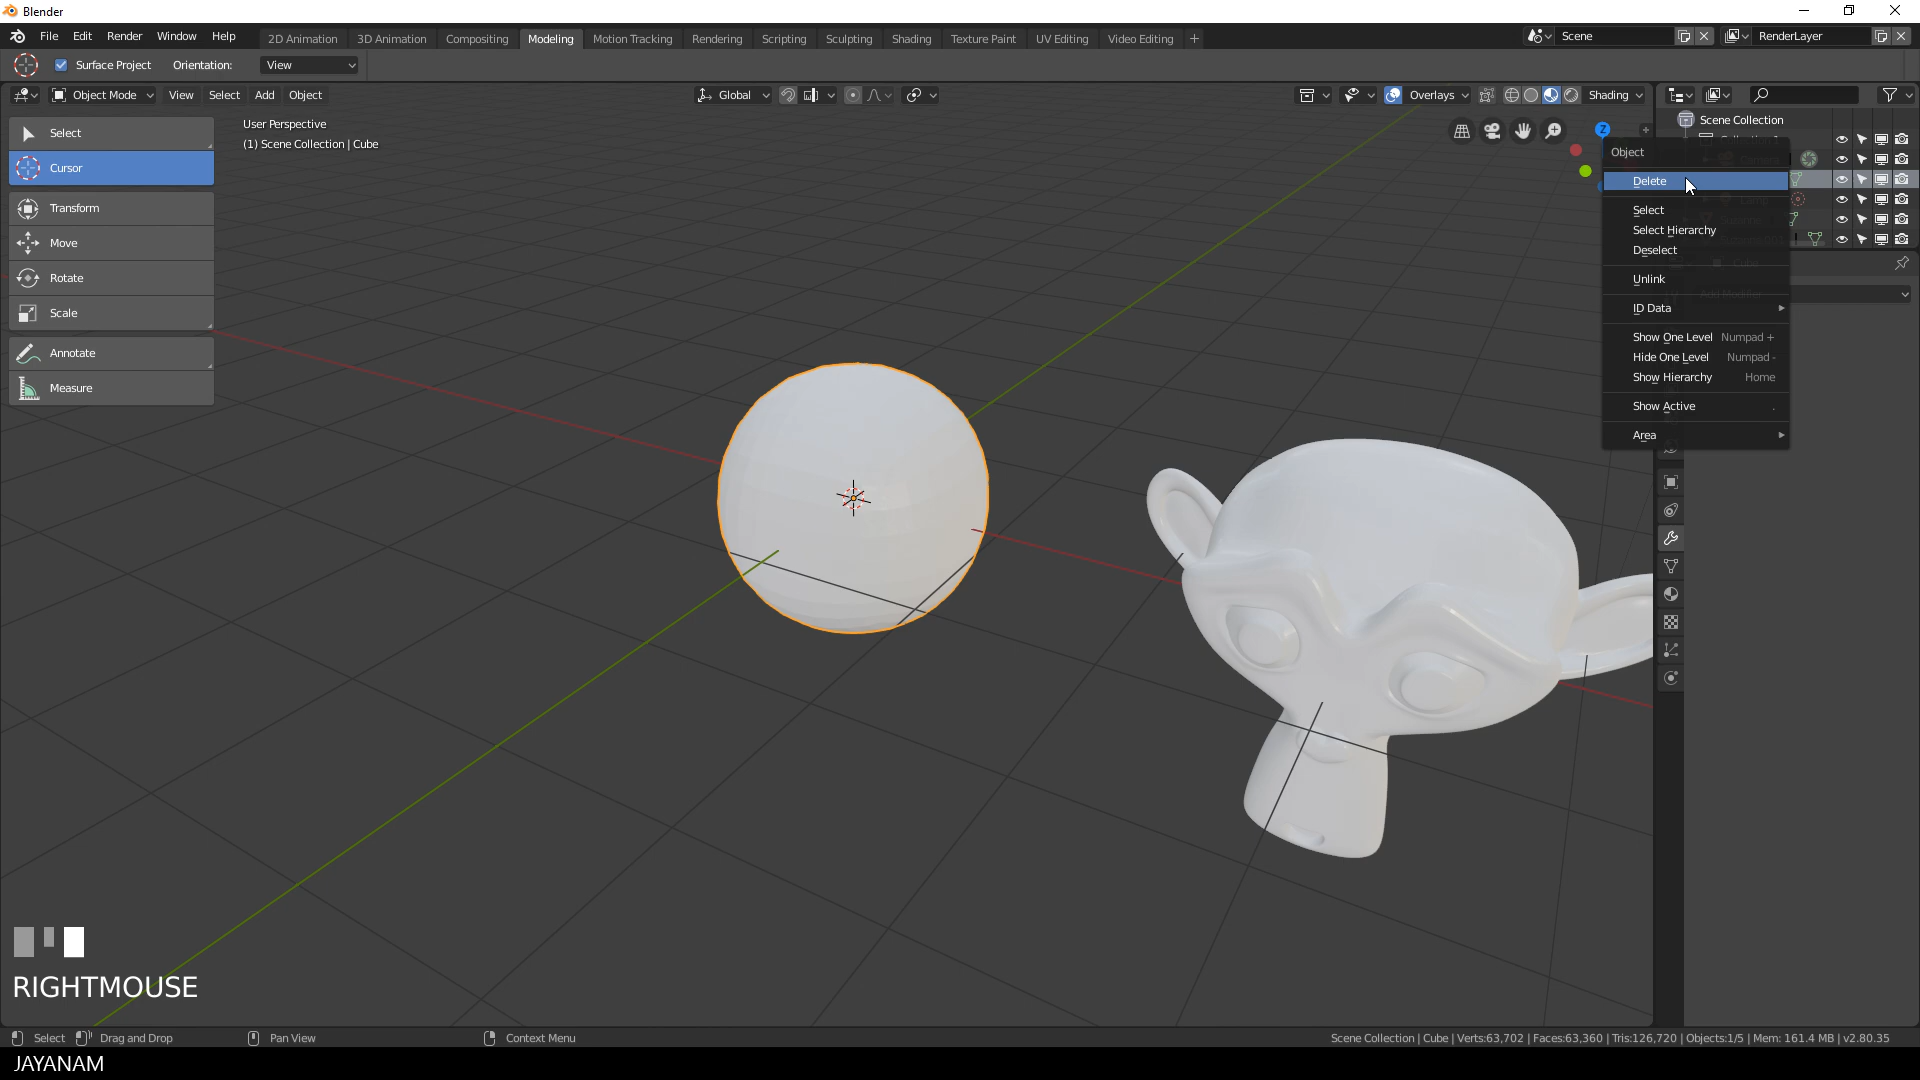 Blender
File Edit Render Window Help 2D Animation 3D Animation Compositing Modeling Motion Tracking Rendering Scripting Sculpting Shading Texture Paint UV Editing Video Editing + Scene RenderLayer
Surface Project Orientation: View
Object Mode View Select Add Object Global Overlays Shading
User Perspective
(1) Scene Collection | Cube
Select
Cursor
Transform
Move
Rotate
Scale
Annotate
Measure
Z
Scene Collection
Object
Delete
Select
Select Hierarchy
Deselect
Unlink
ID Data
Show One Level Numpad +
Hide One Level Numpad -
Show Hierarchy Home
Show Active .
Area
RIGHTMOUSE
Select Drag and Drop Pan View Context Menu Scene Collection | Cube | Verts:63,702 | Faces:63,360 | Tris:126,720 | Objects:1/5 | Mem: 161.4 MB | v2.80.35
JAYANAM